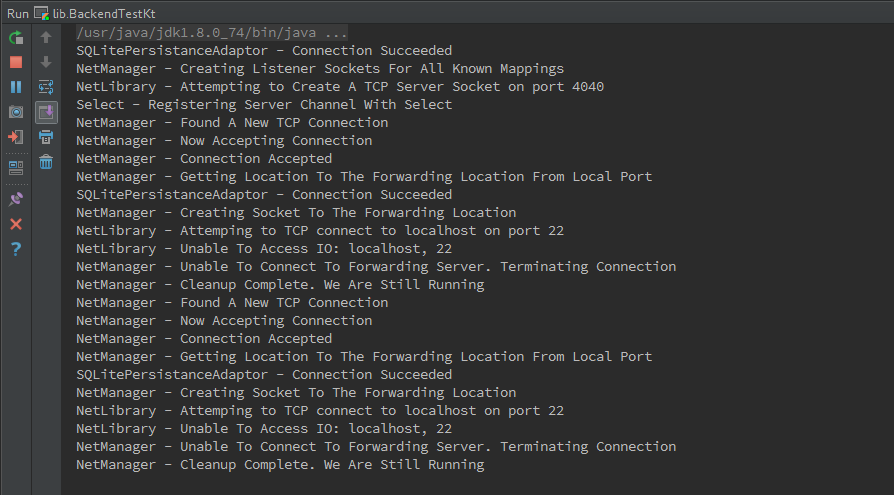 Run lib.BackendTestKt
/usr/java/jdk1.8.0_74/bin/java ...
SQLitePersistanceAdaptor - Connection Succeeded
NetManager - Creating Listener Sockets For All Known Mappings
NetLibrary - Attempting to Create A TCP Server Socket on port 4040
Select - Registering Server Channel With Select
NetManager - Found A New TCP Connection
NetManager - Now Accepting Connection
NetManager - Connection Accepted
NetManager - Getting Location To The Forwarding Location From Local Port
SQLitePersistanceAdaptor - Connection Succeeded
NetManager - Creating Socket To The Forwarding Location
NetLibrary - Attemping to TCP connect to localhost on port 22
NetLibrary - Unable To Access IO: localhost, 22
NetManager - Unable To Connect To Forwarding Server. Terminating Connection
NetManager - Cleanup Complete. We Are Still Running
NetManager - Found A New TCP Connection
NetManager - Now Accepting Connection
NetManager - Connection Accepted
NetManager - Getting Location To The Forwarding Location From Local Port
SQLitePersistanceAdaptor - Connection Succeeded
NetManager - Creating Socket To The Forwarding Location
NetLibrary - Attemping to TCP connect to localhost on port 22
NetLibrary - Unable To Access IO: localhost, 22
NetManager - Unable To Connect To Forwarding Server. Terminating Connection
NetManager - Cleanup Complete. We Are Still Running